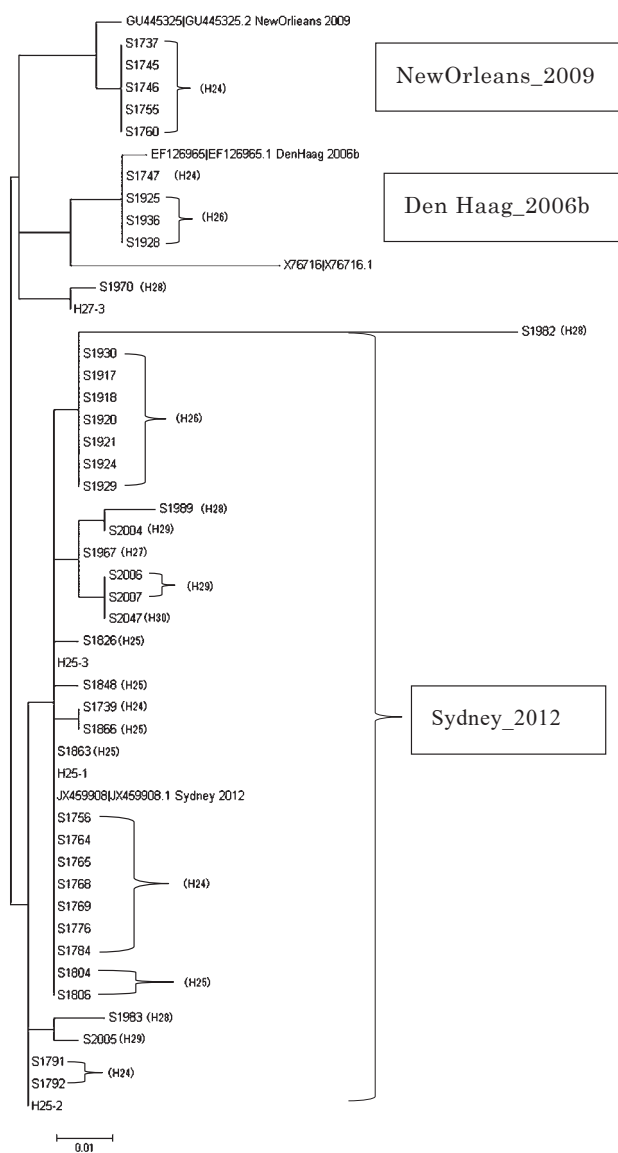 GU445325|GU445325.2 NewOrlieans 2009
S1737
S1745
S1746 (H24)
S1755
S1760
NewOrleans_2009
EF126965|EF126965.1 DenHaag 2006b
S1747 (H24)
S1925
S1936 (H26)
S1928
Den Haag_2006b
X76716|X76716.1
S1970 (H28)
H27-3
S1982 (H28)
S1930
S1917
S1918
S1920 (H26)
S1921
S1924
S1929
S1989 (H28)
S2004 (H29)
S1967 (H27)
S2006
S2007 (H29)
S2047 (H30)
S1826 (H25)
H25-3
S1848 (H25)
S1739 (H24)
S1866 (H25)
Sydney_2012
S1863 (H25)
H25-1
JX459908|JX459908.1 Sydney 2012
S1756
S1764
S1765
S1768 (H24)
S1769
S1776
S1784
S1804
S1806 (H25)
S1983 (H28)
S2005 (H29)
S1791
S1792 (H24)
H25-2
0.01